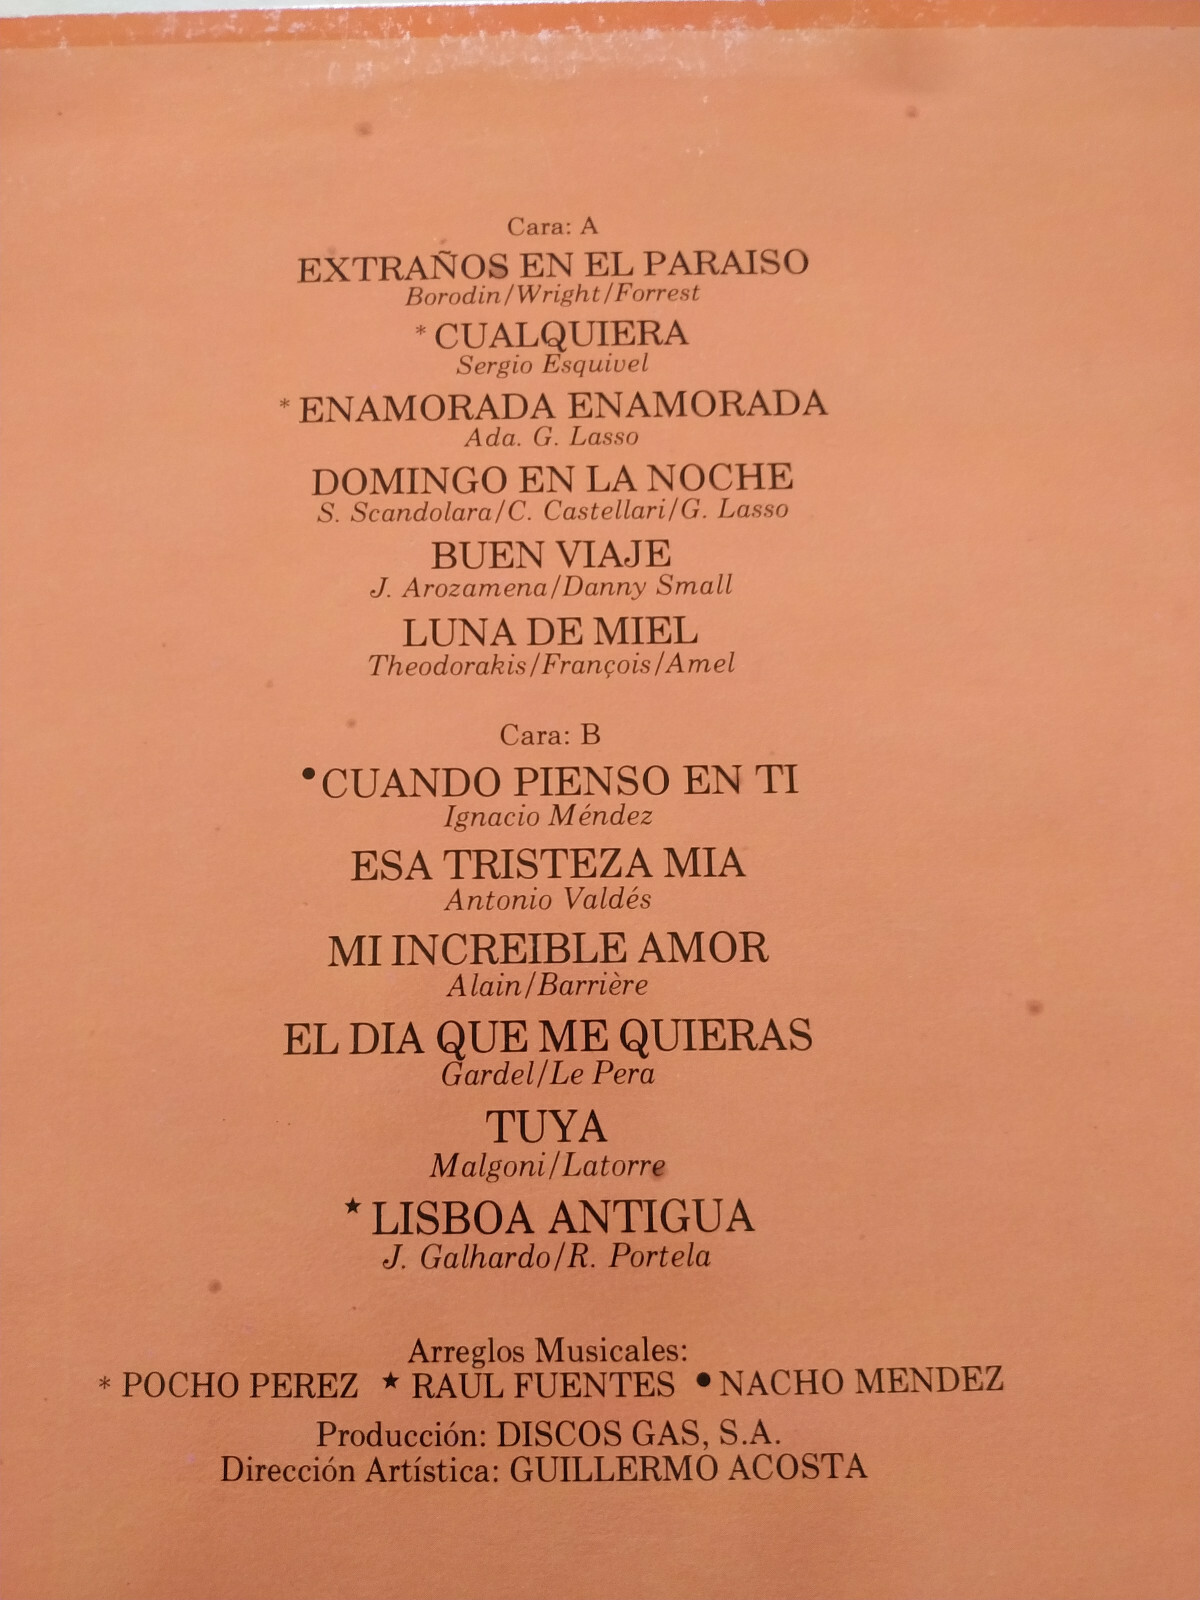 Cara: A
EXTRAÑOS EN EL PARAISO
Borodin/Wright/Forrest
* CUALQUIERA
Sergio Esquivel
* ENAMORADA ENAMORADA
Ada. G. Lasso
DOMINGO EN LA NOCHE
S. Scandolara/C. Castellari/G. Lasso
BUEN VIAJE
J. Arozamena/Danny Small
LUNA DE MIEL
Theodorakis/François/Amel
Cara: B
●CUANDO PIENSO EN TI
Ignacio Méndez
ESA TRISTEZA MIA
Antonio Valdés
MI INCREIBLE AMOR
Alain/Barrière
EL DIA QUE ME QUIERAS
Gardel/Le Pera
TUYA
Malgoni/Latorre
★ LISBOA ANTIGUA
J. Galhardo/R. Portela
Arreglos Musicales:
* POCHO PEREZ ★ RAUL FUENTES ●NACHO MENDEZ
Producción: DISCOS GAS, S.A.
Dirección Artística: GUILLERMO ACOSTA